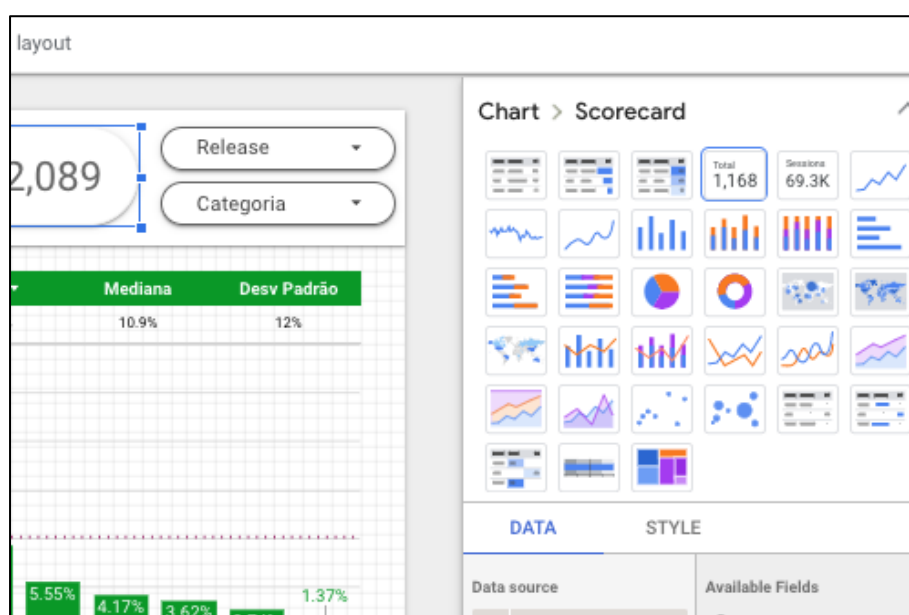 layout
2,089
Release
Categoria
Chart > Scorecard
Total
1,168
Sessions
69.3K
Mediana
Desv Padrão
10.9%
12%
5.55%
4.17%
3.62%
1.37%
DATA
STYLE
Data source
Available Fields